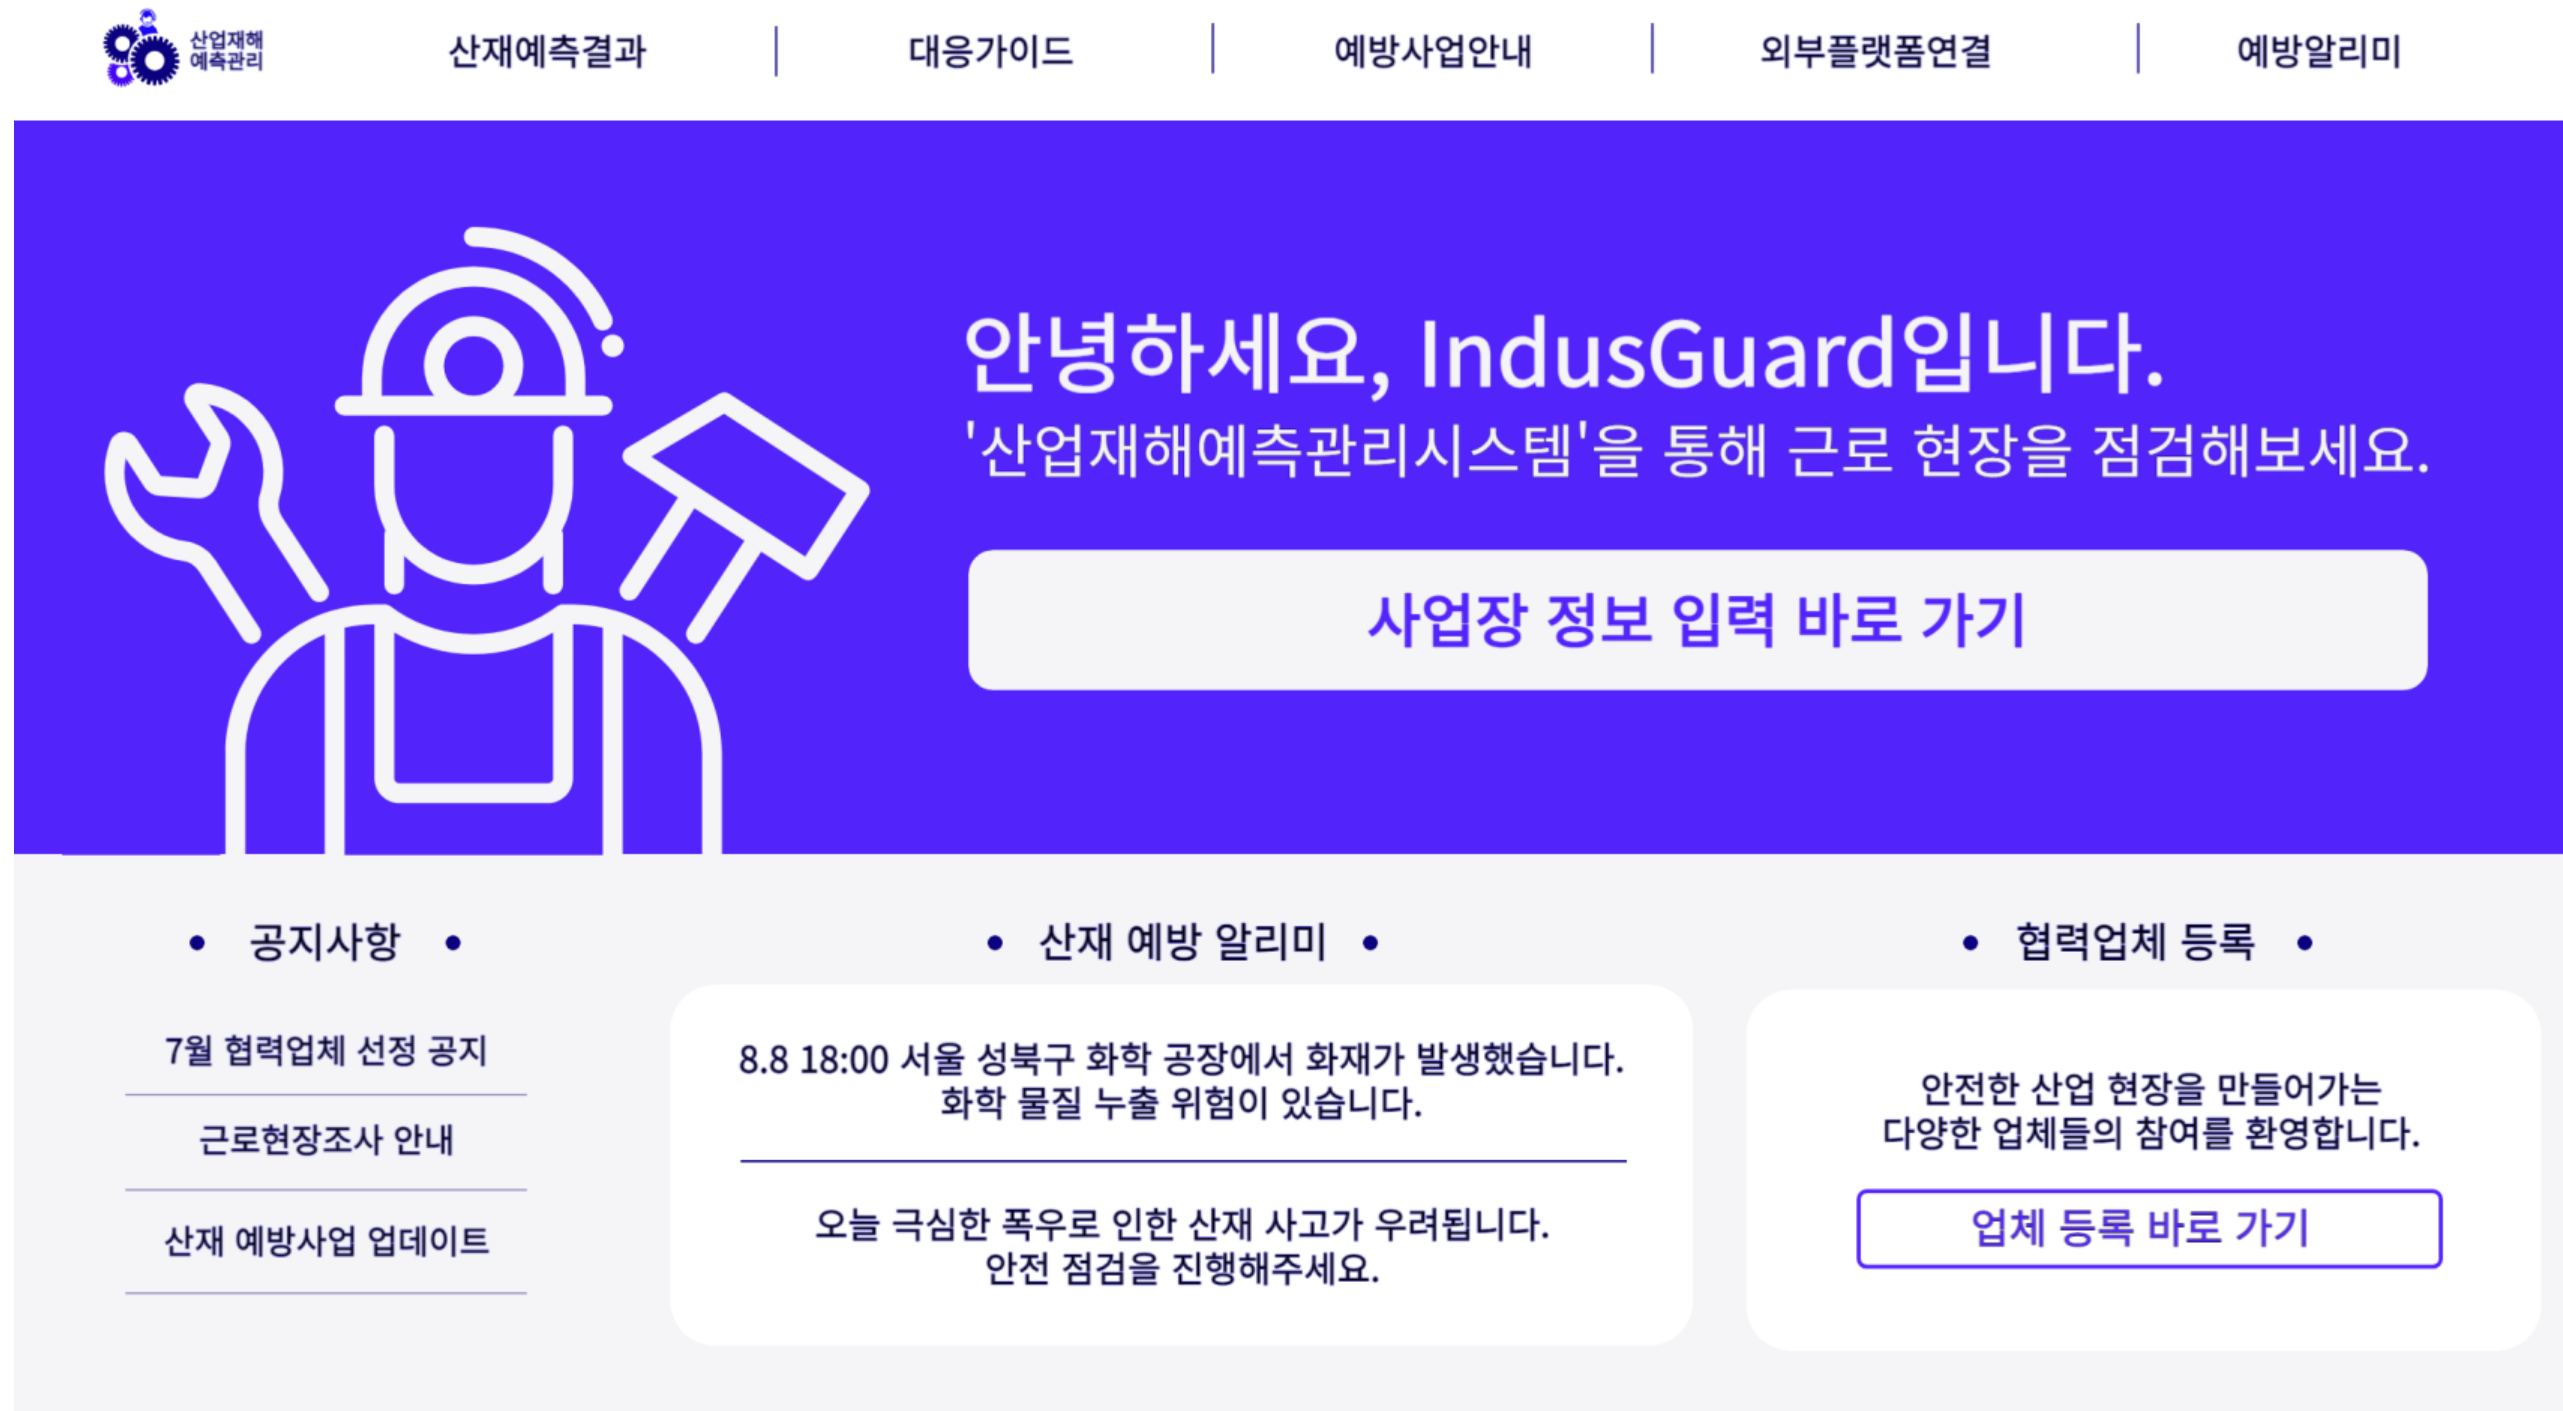 산업재해
예측관리
산재예측결과
대응가이드
예방사업안내
외부플랫폼연결
예방알리미
안녕하세요, IndusGuard입니다.
'산업재해예측관리시스템'을 통해 근로 현장을 점검해보세요.
사업장 정보 입력 바로 가기
• 공지사항 •
7월 협력업체 선정 공지
근로현장조사 안내
산재 예방사업 업데이트
• 산재 예방 알리미 •
8.8 18:00 서울 성북구 화학 공장에서 화재가 발생했습니다.
화학 물질 누출 위험이 있습니다.
오늘 극심한 폭우로 인한 산재 사고가 우려됩니다.
안전 점검을 진행해주세요.
• 협력업체 등록 •
안전한 산업 현장을 만들어가는
다양한 업체들의 참여를 환영합니다.
업체 등록 바로 가기